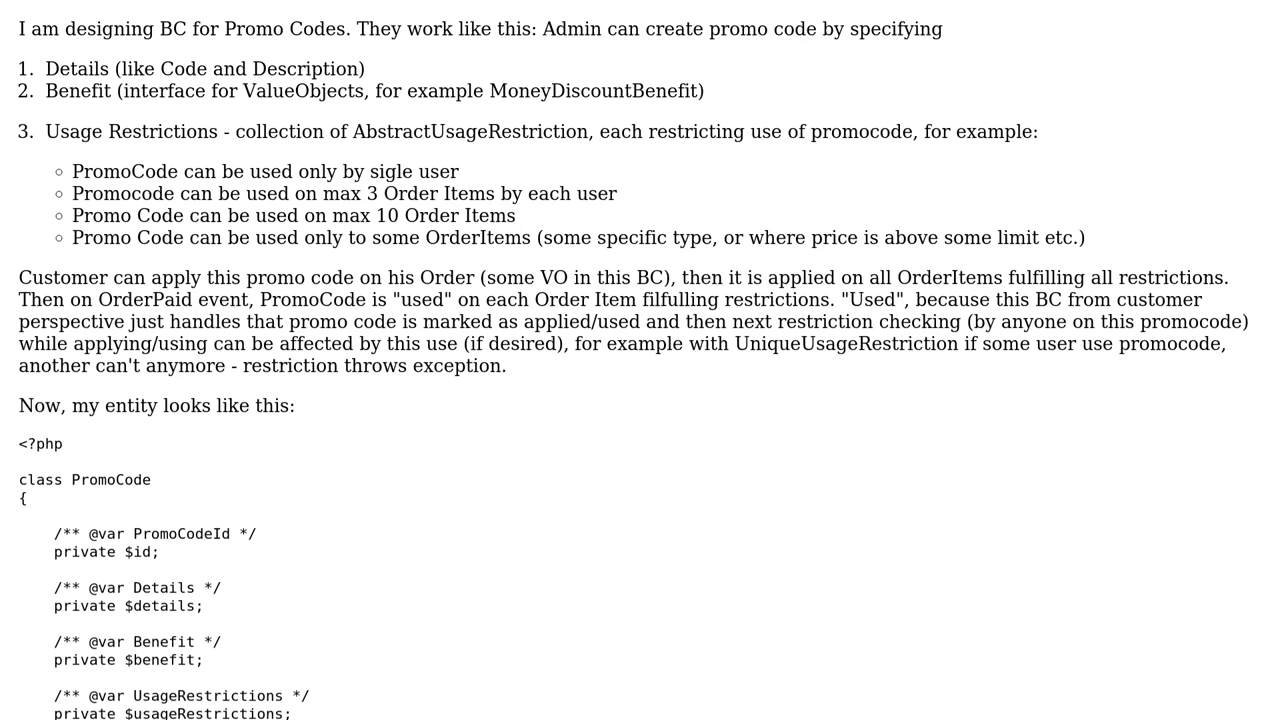 I am designing BC for Promo Codes. They work like this: Admin can create promo code by specifying
1. Details (like Code and Description)
2. Benefit (interface for ValueObjects, for example MoneyDiscountBenefit)
3. Usage Restrictions - collection of AbstractUsageRestriction, each restricting use of promocode, for example:
◦ PromoCode can be used only by sigle user
◦ Promocode can be used on max 3 Order Items by each user
◦ Promo Code can be used on max 10 Order Items
◦ Promo Code can be used only to some OrderItems (some specific type, or where price is above some limit etc.)
Customer can apply this promo code on his Order (some VO in this BC), then it is applied on all OrderItems fulfilling all restrictions.
Then on OrderPaid event, PromoCode is "used" on each Order Item filfulling restrictions. "Used", because this BC from customer
perspective just handles that promo code is marked as applied/used and then next restriction checking (by anyone on this promocode)
while applying/using can be affected by this use (if desired), for example with UniqueUsageRestriction if some user use promocode,
another can't anymore - restriction throws exception.
Now, my entity looks like this:
<?php
class PromoCode
{
/** @var PromoCodeId */
private $id;
/** @var Details */
private $details;
/** @var Benefit */
private $benefit;
/** @var UsageRestrictions */
private $usageRestrictions;